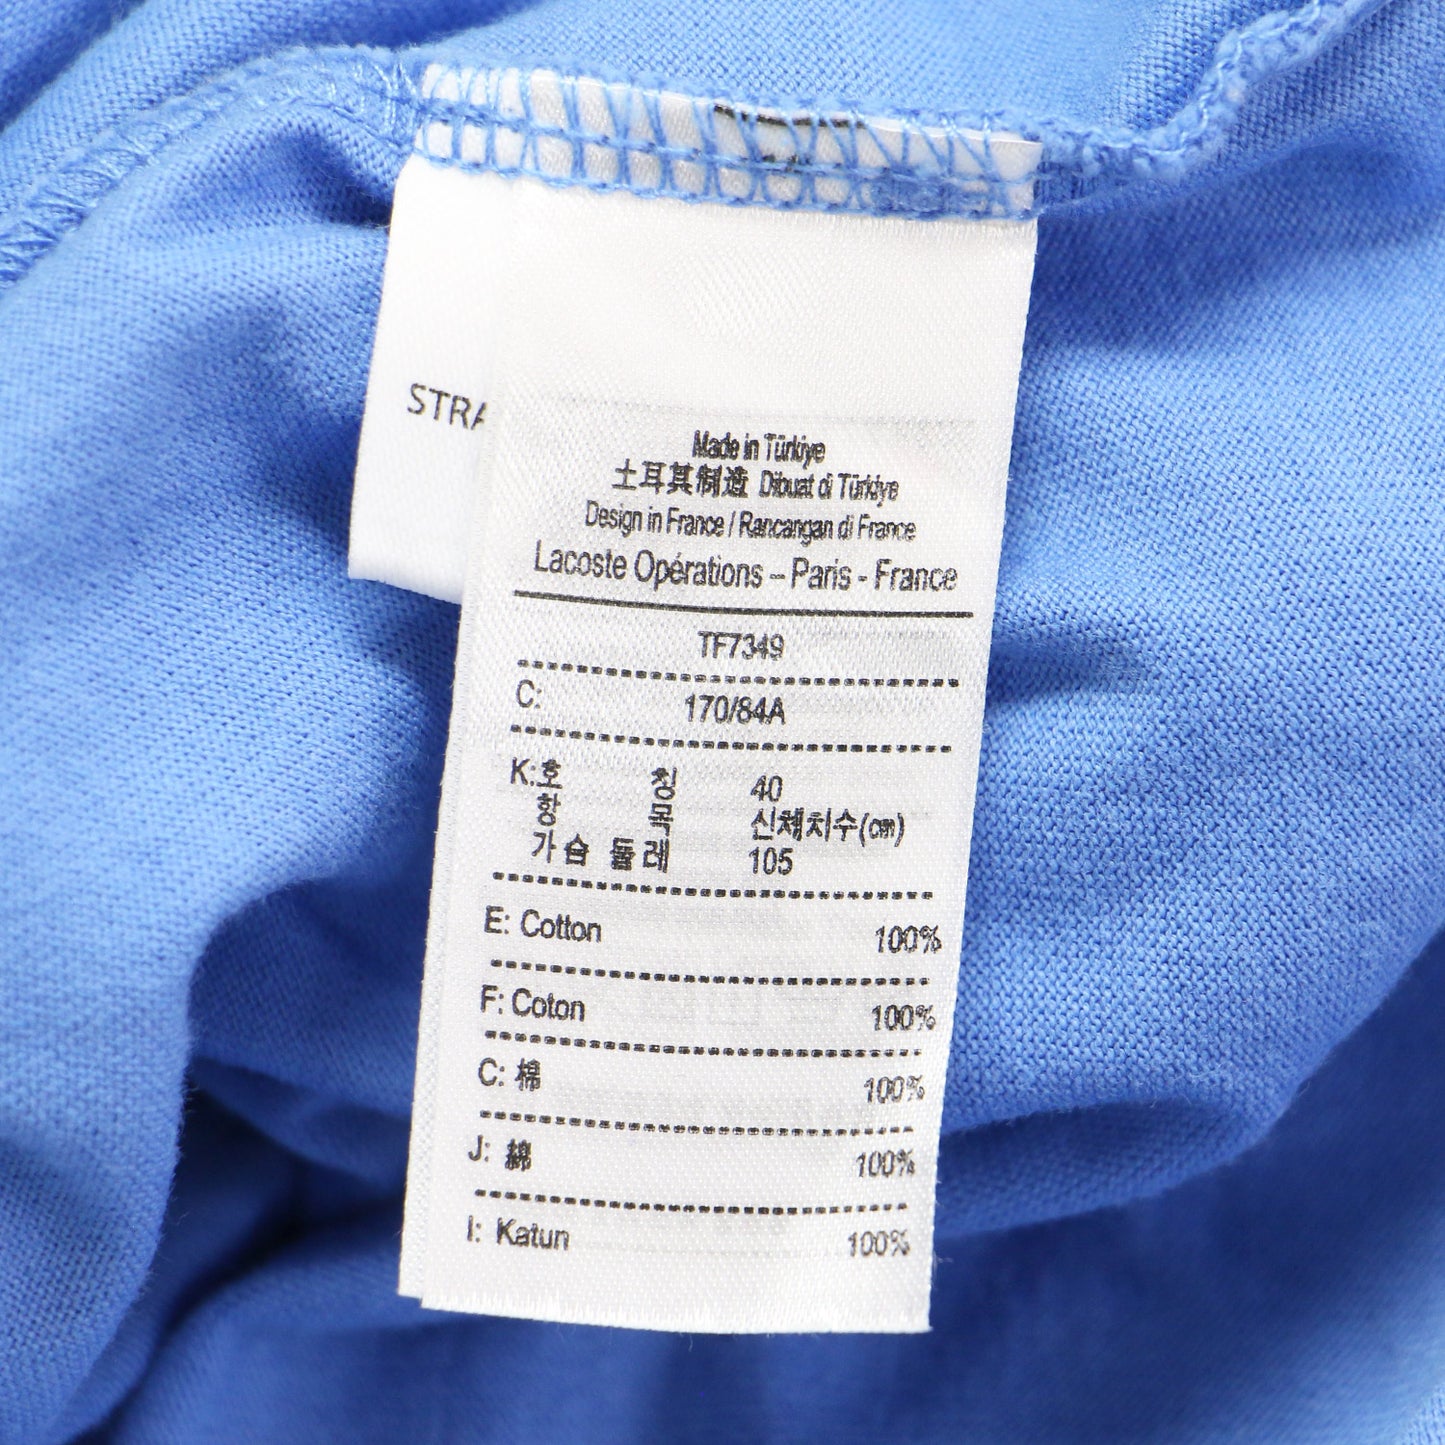 STRA
Made in Türkiye
土耳其制造 Dibuat di Türkiye
Design in France / Rancangan di France
Lacoste Opérations – Paris - France
TF7349
C: 170/84A
K:호 칭 40
항 목 신체치수(cm)
가슴 둘레 105
E: Cotton 100%
F: Coton 100%
C: 棉 100%
J: 綿 100%
I: Katun 100%